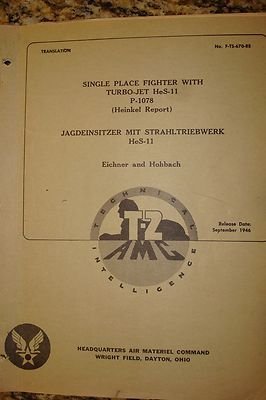 TRANSLATION
No. F-TS-670-RE
SINGLE PLACE FIGHTER WITH
TURBO-JET HeS-11
P-1078
(Heinkel Report)
JAGDEINSITZER MIT STRAHLTRIEBWERK
HeS-11
Eichner and Hohbach
TECHNICAL
T-2
AMC
INTELLIGENCE
Release Date:
September 1946
HEADQUARTERS AIR MATERIEL COMMAND
WRIGHT FIELD, DAYTON, OHIO